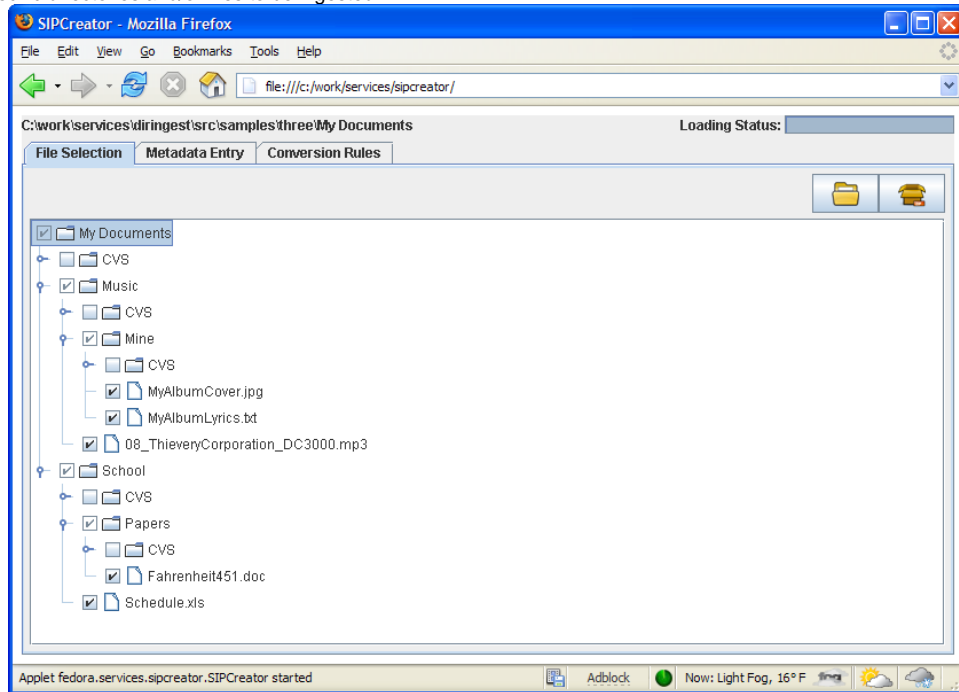 SIPCreator - Mozilla Firefox
File Edit View Go Bookmarks Tools Help
file:///c:/work/services/sipcreator/
C:\work\services\diringest\src\samples\three\My Documents Loading Status:
File Selection Metadata Entry Conversion Rules
My Documents
CVS
Music
CVS
Mine
CVS
MyAlbumCover.jpg
MyAlbumLyrics.txt
08_ThieveryCorporation_DC3000.mp3
School
CVS
Papers
CVS
Fahrenheit451.doc
Schedule.xls
Applet fedora.services.sipcreator.SIPCreator started Adblock Now: Light Fog, 16° F